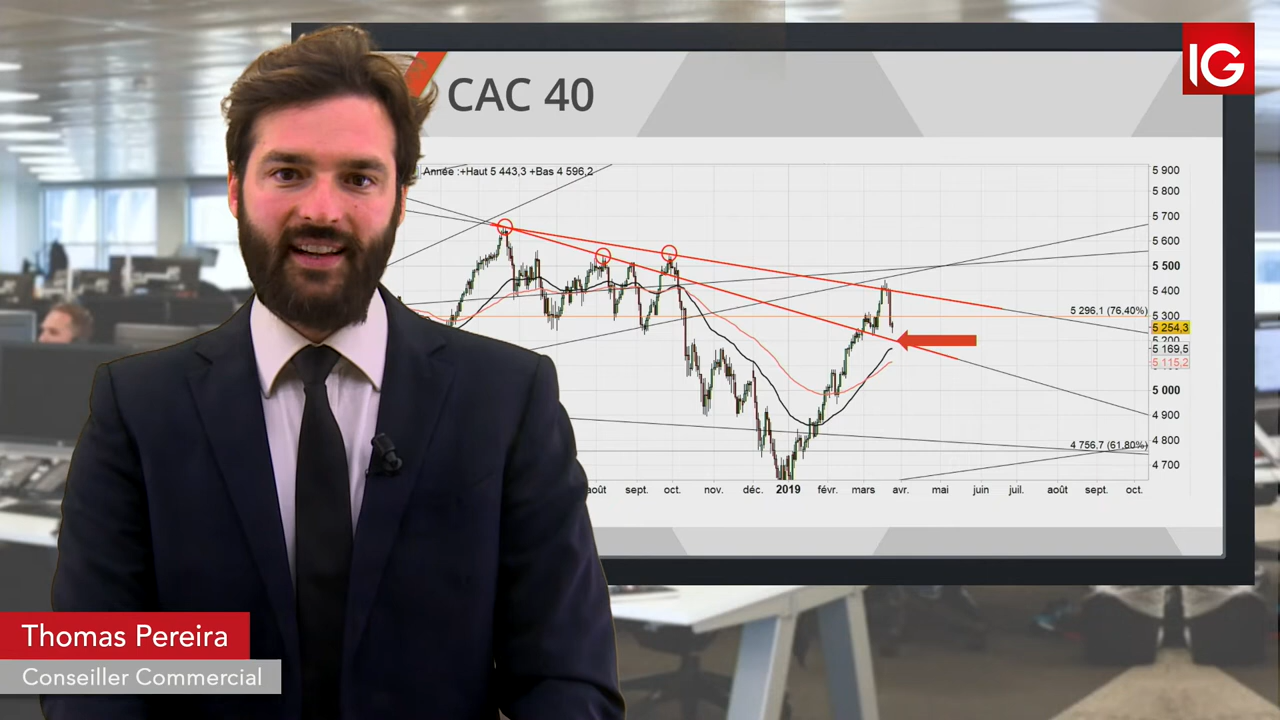 CAC 40
IG
Année :+Haut 5 443,3 +Bas 4 596,2
5 900
5 800
5 700
5 600
5 500
5 400
5 296,1 (76,40%)
5 300
5 254,3
5 200
5 169,5
5 115,2
5 000
4 900
4 800
4 756,7 (61,80%)
4 700
août sept. oct. nov. déc. 2019 févr. mars avr. mai juin juil. août sept. oct.
Thomas Pereira
Conseiller Commercial